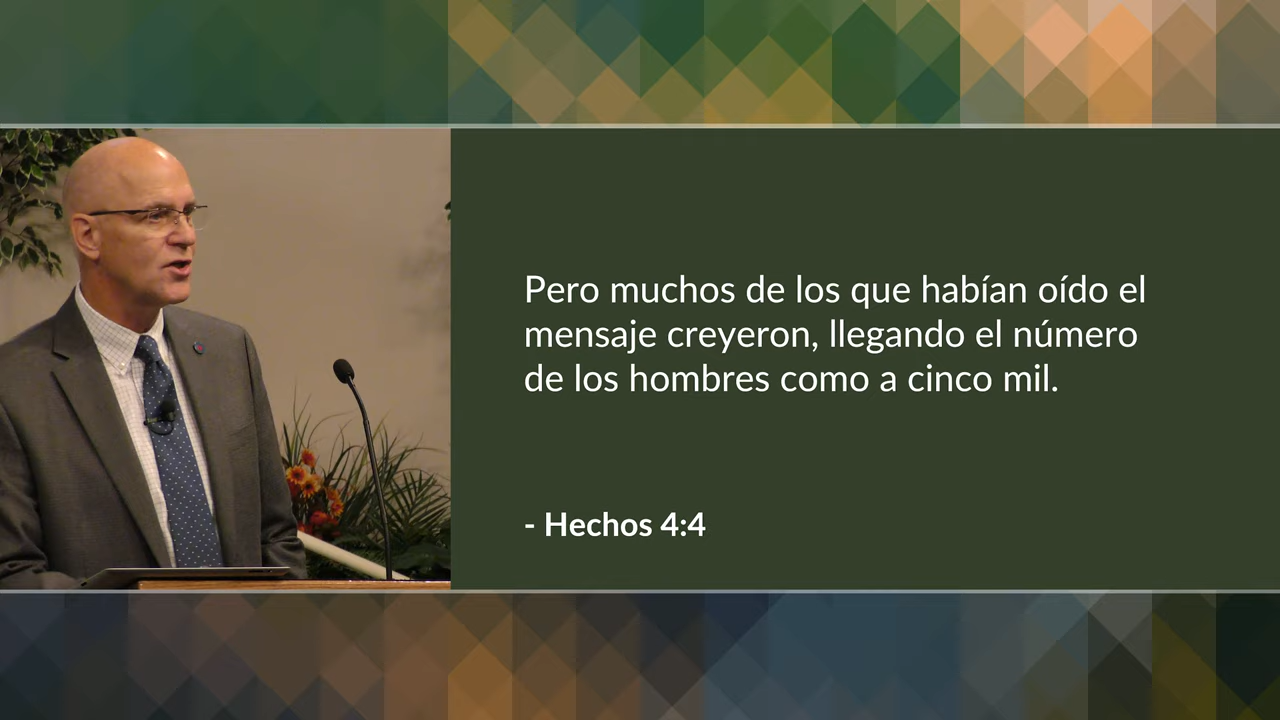 Pero muchos de los que habían oído el
mensaje creyeron, llegando el número
de los hombres como a cinco mil.
- Hechos 4:4